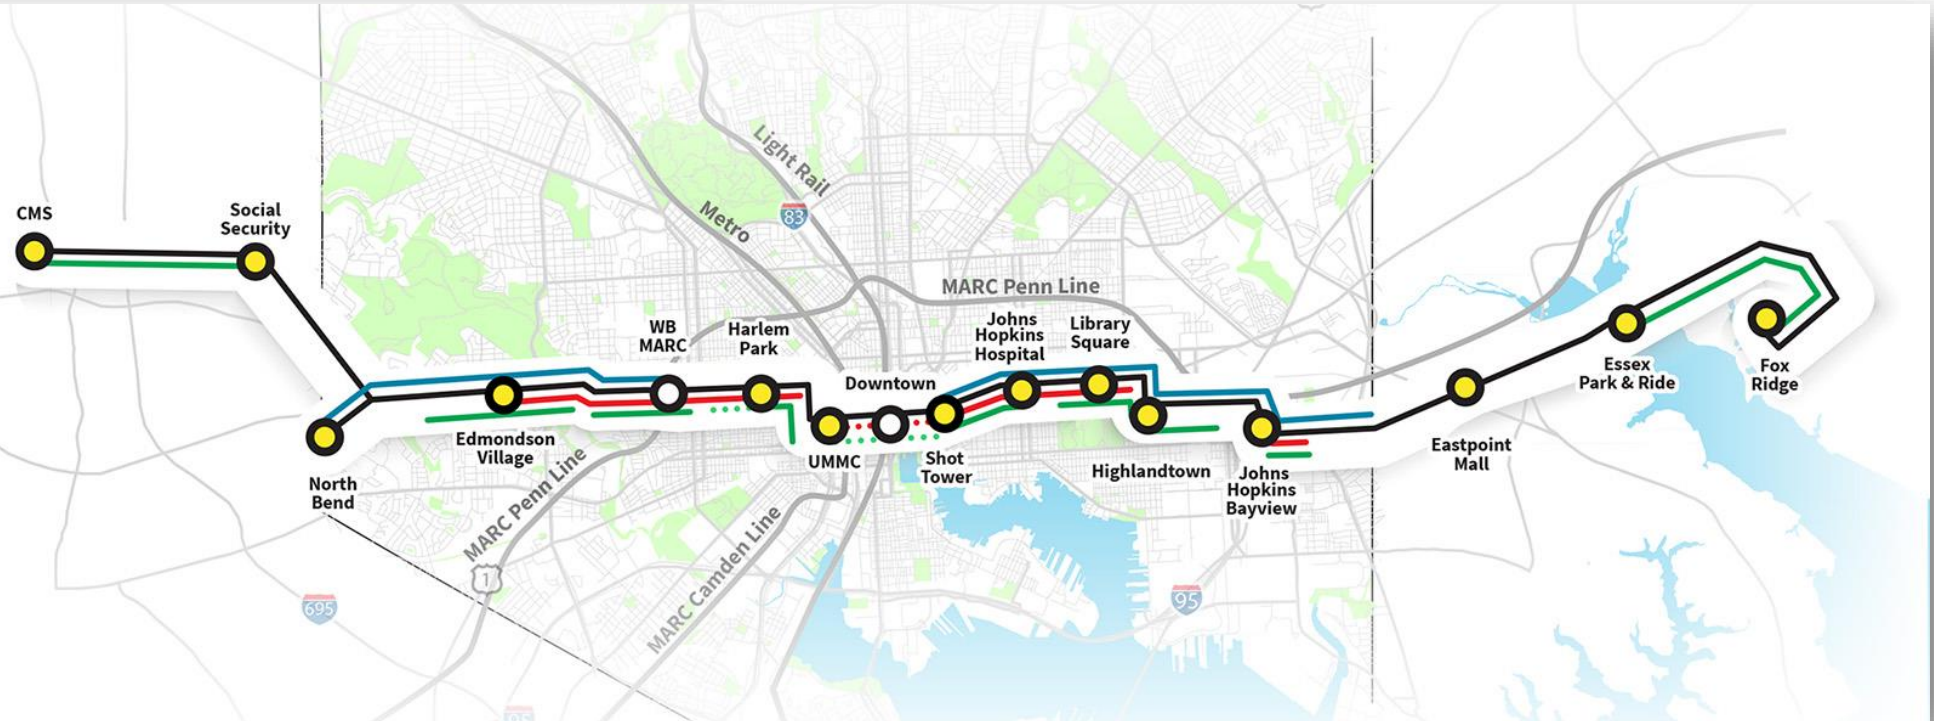 Light Rail
83
Metro
CMS
Social
Security
MARC Penn Line
WB
MARC
Harlem
Park
Johns
Hopkins
Hospital
Library
Square
Downtown
Essex
Park & Ride
Fox
Ridge
Edmondson
Village
UMMC
Shot
Tower
Highlandtown
Johns
Hopkins
Bayview
Eastpoint
Mall
North
Bend
MARC Penn Line
MARC Camden Line
1
695
95
95